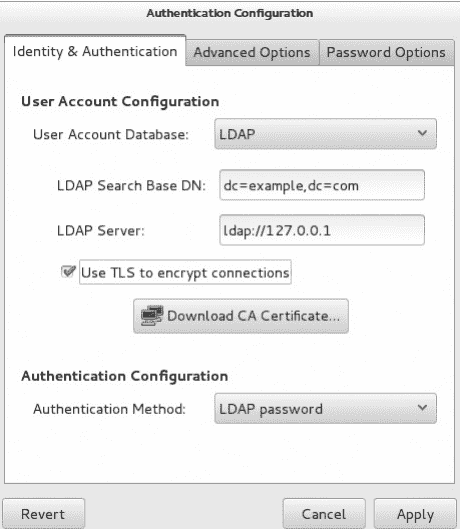 Authentication Configuration
Identity & Authentication Advanced Options Password Options
User Account Configuration
User Account Database: LDAP
LDAP Search Base DN: dc=example,dc=com
LDAP Server: ldap://127.0.0.1
Use TLS to encrypt connections
Download CA Certificate...
Authentication Configuration
Authentication Method: LDAP password
Revert Cancel Apply